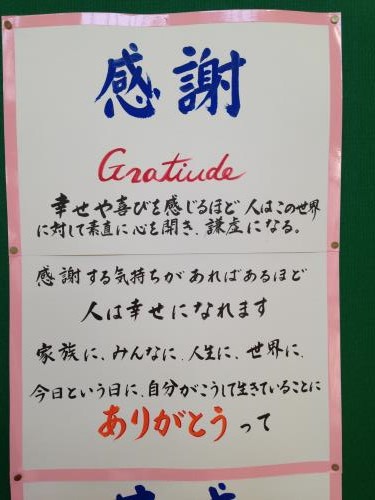 感謝
Gratiude
幸せや喜びを感じるほど人はこの世界
に対して素直に心を開き、謙虚になる。
感謝する気持ちがあればあるほど
人は幸せになれます
家族に、みんなに、人生に、世界に、
今日という日に、自分がこうして生きていることに
ありがとうって